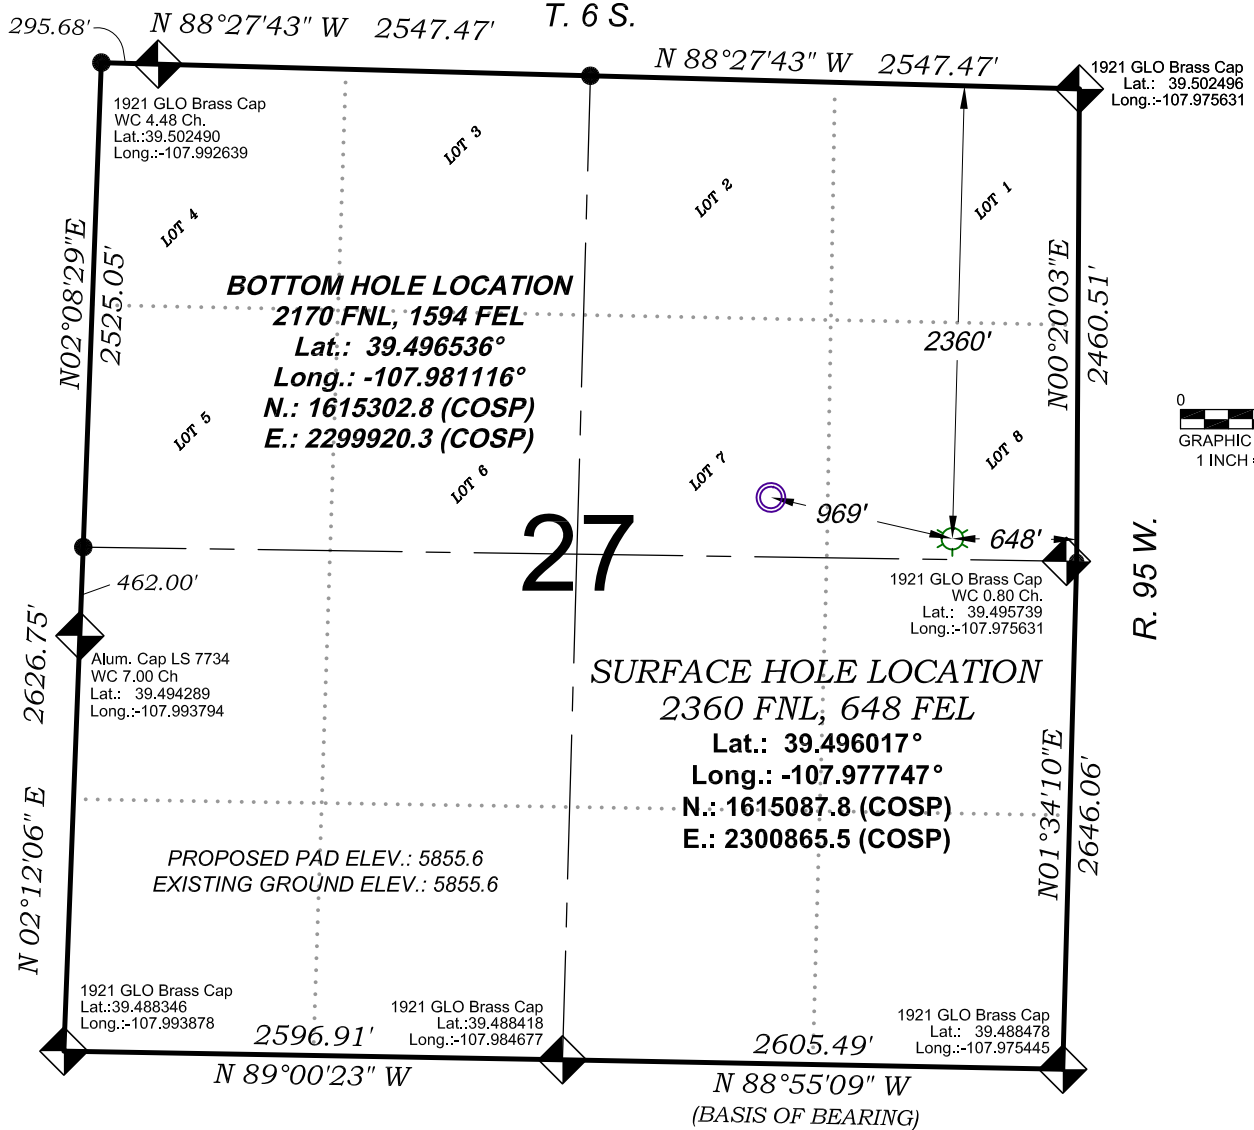 T. 6 S.
295.68'
N 88°27'43" W 2547.47'
N 88°27'43" W 2547.47'
1921 GLO Brass Cap
Lat.: 39.502496
Long.:-107.975631
1921 GLO Brass Cap
WC 4.48 Ch.
Lat.:39.502490
Long.:-107.992639
LOT 3
LOT 2
LOT 1
LOT 4
N02°08'29"E
2525.05'
BOTTOM HOLE LOCATION
2170 FNL, 1594 FEL
Lat.: 39.496536°
Long.: -107.981116°
N.: 1615302.8 (COSP)
E.: 2299920.3 (COSP)
2360'
N00°20'03"E
2460.51'
0
GRAPHIC
1 INCH =
LOT 5
LOT 6
LOT 7
LOT 8
27
969'
648'
R. 95 W.
462.00'
1921 GLO Brass Cap
WC 0.80 Ch.
Lat.: 39.495739
Long.:-107.975631
2626.75'
Alum. Cap LS 7734
WC 7.00 Ch
Lat.: 39.494289
Long.:-107.993794
SURFACE HOLE LOCATION
2360 FNL, 648 FEL
Lat.: 39.496017°
Long.: -107.977747°
N.: 1615087.8 (COSP)
E.: 2300865.5 (COSP)
N01°34'10"E
2646.06'
N 02°12'06" E
PROPOSED PAD ELEV.: 5855.6
EXISTING GROUND ELEV.: 5855.6
1921 GLO Brass Cap
Lat.:39.488346
Long.:-107.993878
1921 GLO Brass Cap
Lat.:39.488418
Long.:-107.984677
1921 GLO Brass Cap
Lat.: 39.488478
Long.:-107.975445
2596.91'
N 89°00'23" W
2605.49'
N 88°55'09" W
(BASIS OF BEARING)